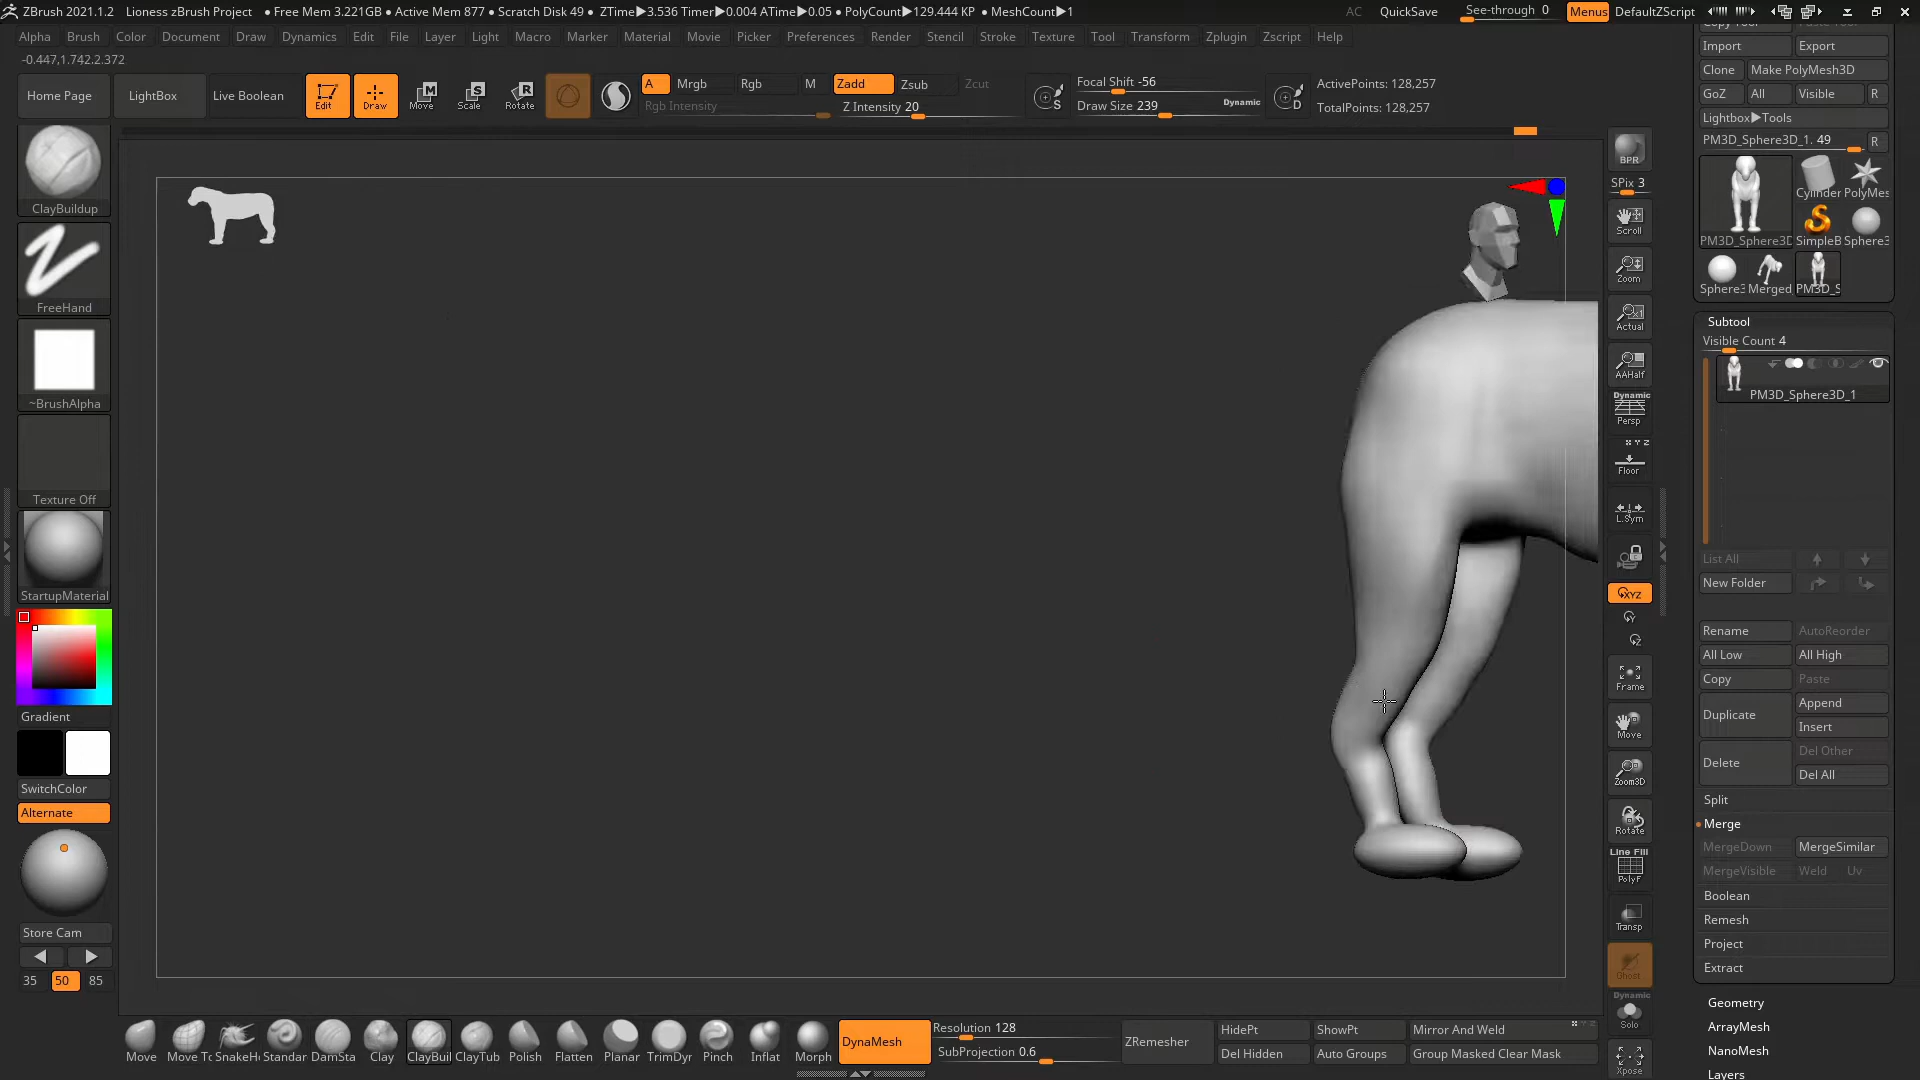 ZBrush 2021.1.2 Lioness zBrush Project • Free Mem 3.221GB • Active Mem 877 • Scratch Disk 49 • ZTime▶3.536 Timer▶0.004 ATime▶0.05 • PolyCount▶129.444 KP • MeshCount▶1 AC QuickSave See-through 0 Menus DefaultZScript
Alpha Brush Color Document Draw Dynamics Edit File Layer Light Macro Marker Material Movie Picker Preferences Render Stencil Stroke Texture Tool Transform Zplugin Zscript Help
-0.447,1.742,2.372
Home Page LightBox Live Boolean Edit Draw Move Scale Rotate
A Mrgb Rgb M Zadd Zsub Zcut
Rgb Intensity Z Intensity 20
S Focal Shift -56
Draw Size 239 Dynamic D
ActivePoints: 128,257
TotalPoints: 128,257
ClayBuildup
FreeHand
~BrushAlpha
Texture Off
StartupMaterial
Gradient
SwitchColor
Alternate
Store Cam
35 50 85
BPR
SPix 3
Scroll
Zoom
Actual
AAHalf
Dynamic
Persp
X Y Z
Floor
L.Sym
XYZ
Y
Z
Frame
Move
Zoom3D
Rotate
Line Fill
PolyF
Transp
Ghost
Dynamic
Solo
Xpose
Import Export
Clone Make PolyMesh3D
GoZ All Visible R
Lightbox▶Tools
PM3D_Sphere3D_1. 49 R
Cylinder PolyMes
PM3D_Sphere3D SimpleB Sphere3
Sphere3 Merged PM3D_S
Subtool
Visible Count 4
PM3D_Sphere3D_1
List All
New Folder
Rename AutoReorder
All Low All High
Copy Paste
Duplicate Append
Insert
Delete Del Other
Del All
Split
Merge
MergeDown MergeSimilar
MergeVisible Weld Uv
Boolean
Remesh
Project
Extract
Geometry
ArrayMesh
NanoMesh
Layers
Move Move To SnakeH Standar DamSta Clay ClayBuil ClayTub Polish Flatten Planar TrimDyr Pinch Inflat Morph
DynaMesh Resolution 128
SubProjection 0.6
ZRemesher
HidePt ShowPt Mirror And Weld
Del Hidden Auto Groups Group Masked Clear Mask